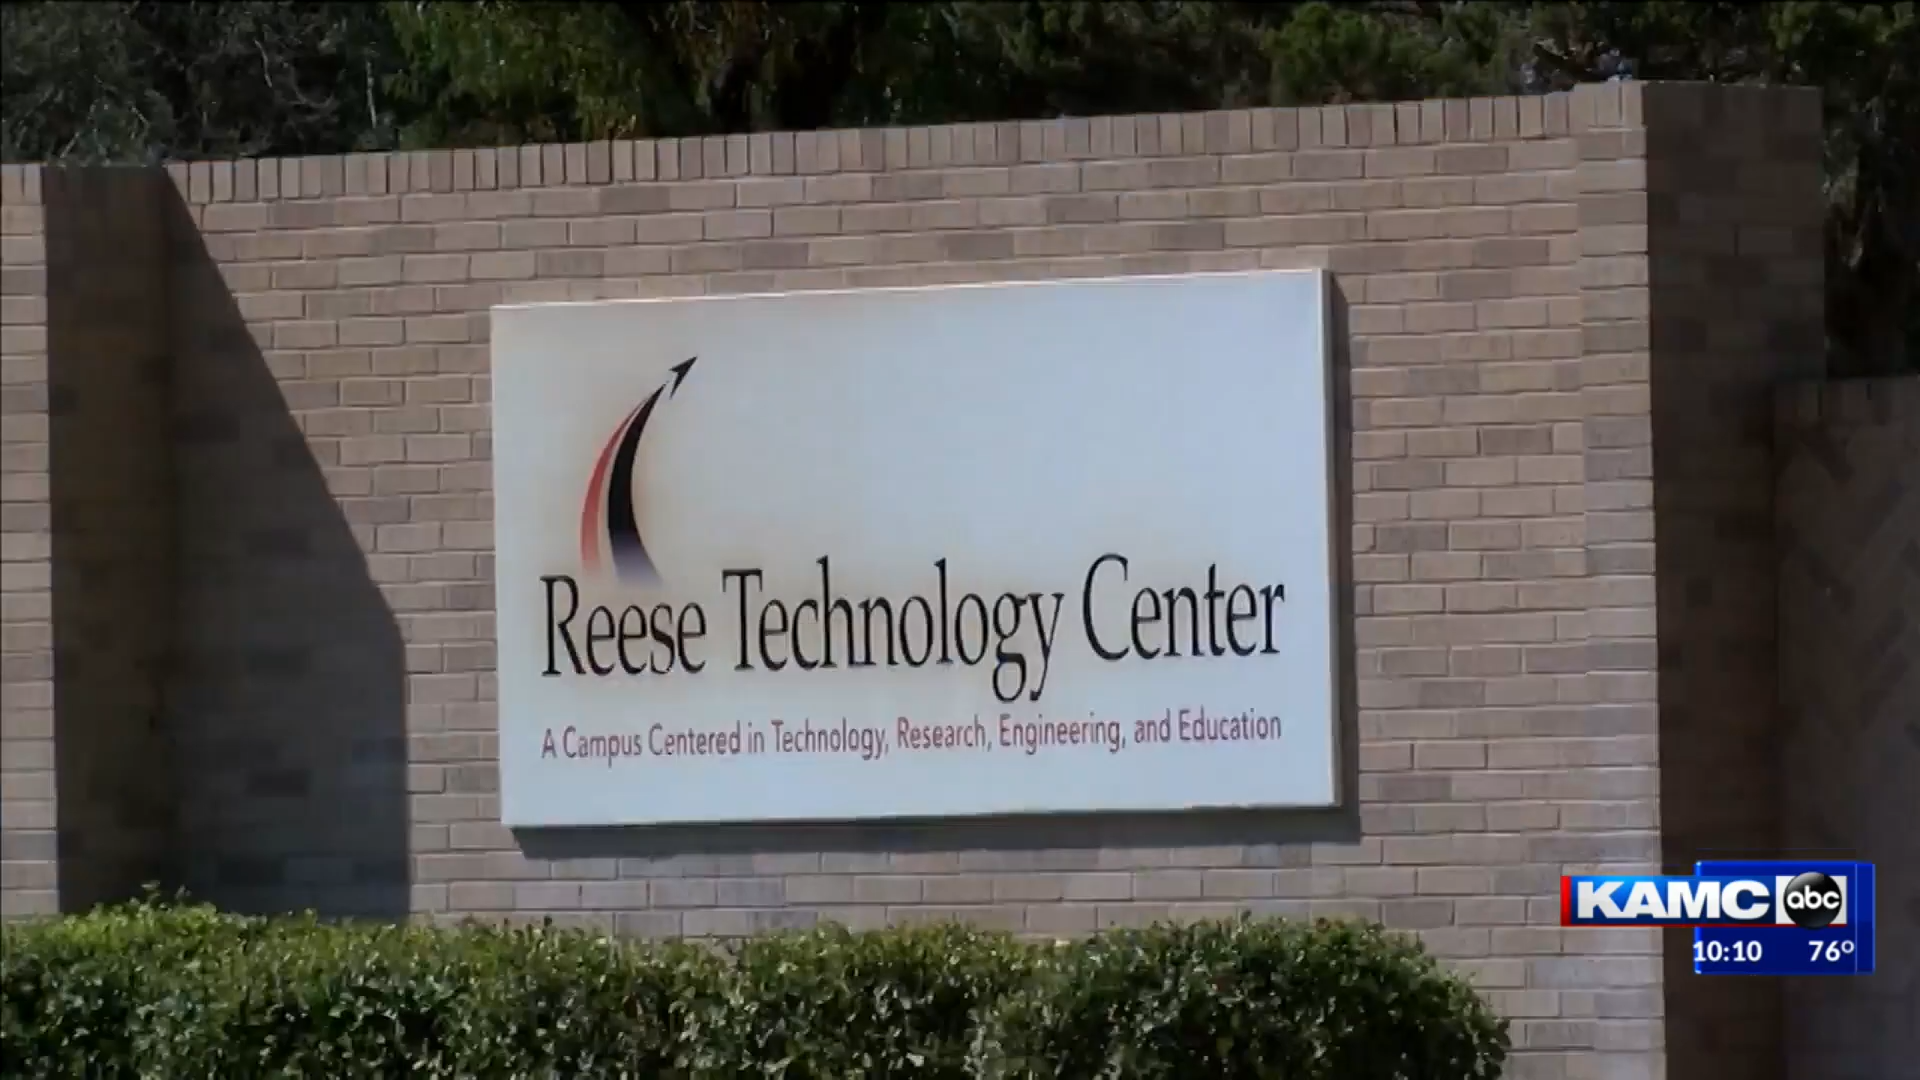 Reese Technology Center
A Campus Centered in Technology, Research, Engineering, and Education
KAMC abc
10:10 76°